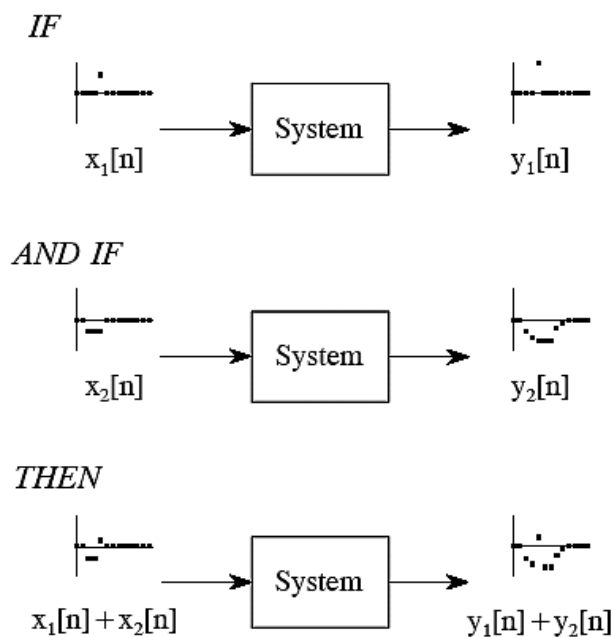 IF
System
x₁[n]
y₁[n]
AND IF
System
x₂[n]
y₂[n]
THEN
System
x₁[n]+x₂[n]
y₁[n]+y₂[n]